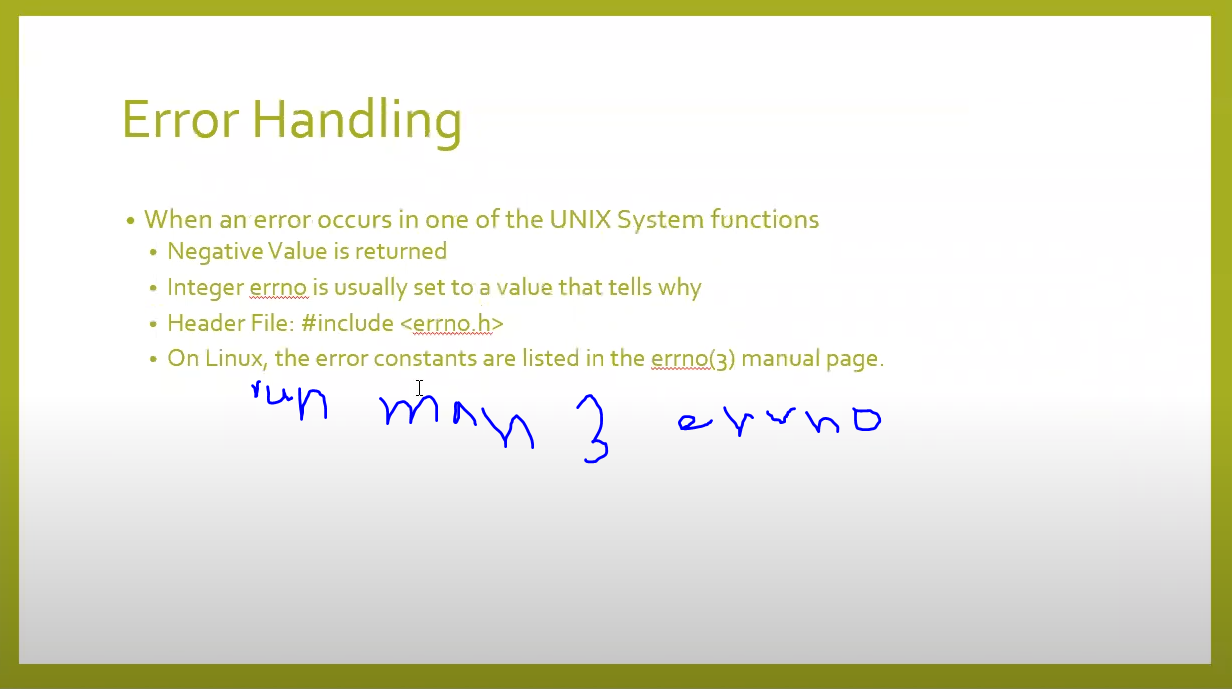 Error Handling
• When an error occurs in one of the UNIX System functions
• Negative Value is returned
• Integer errno is usually set to a value that tells why
• Header File: #include <errno.h>
• On Linux, the error constants are listed in the errno(3) manual page.
run man 3 errno